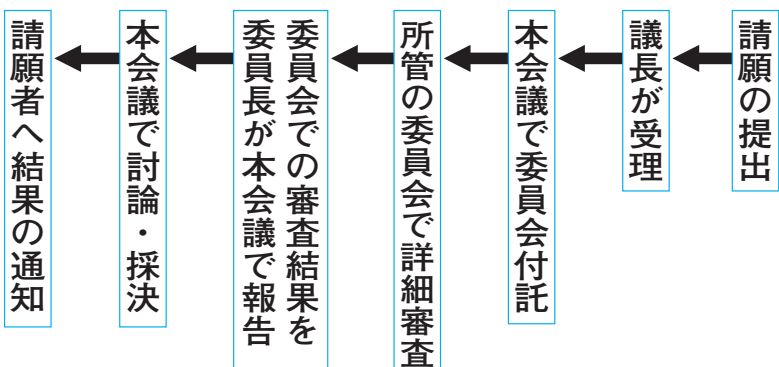 請願の提出
議長が受理
本会議で委員会付託
所管の委員会で詳細審査
委員会での審査結果を
委員長が本会議で報告
本会議で討論・採決
請願者へ結果の通知